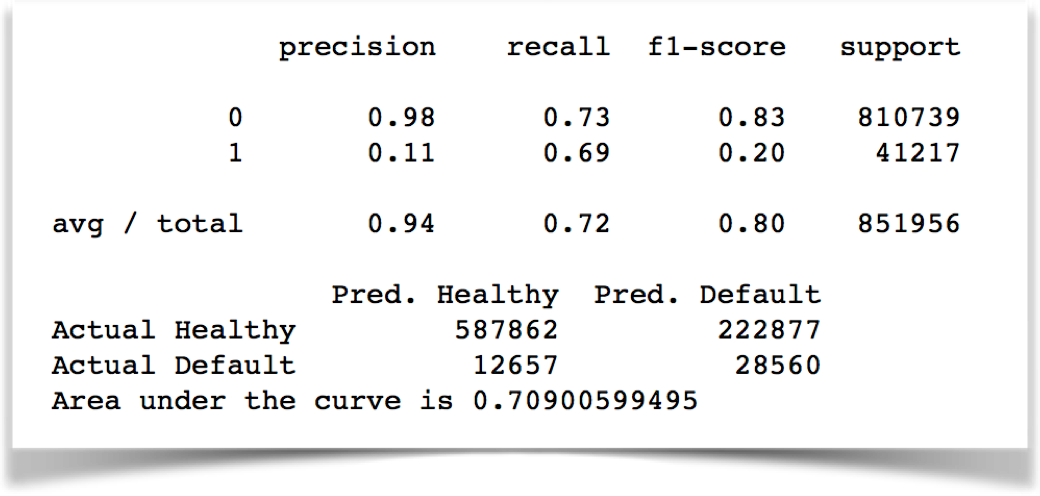 precision recall f1-score support
0 0.98 0.73 0.83 810739
1 0.11 0.69 0.20 41217
avg / total 0.94 0.72 0.80 851956
Pred. Healthy Pred. Default
Actual Healthy 587862 222877
Actual Default 12657 28560
Area under the curve is 0.70900599495